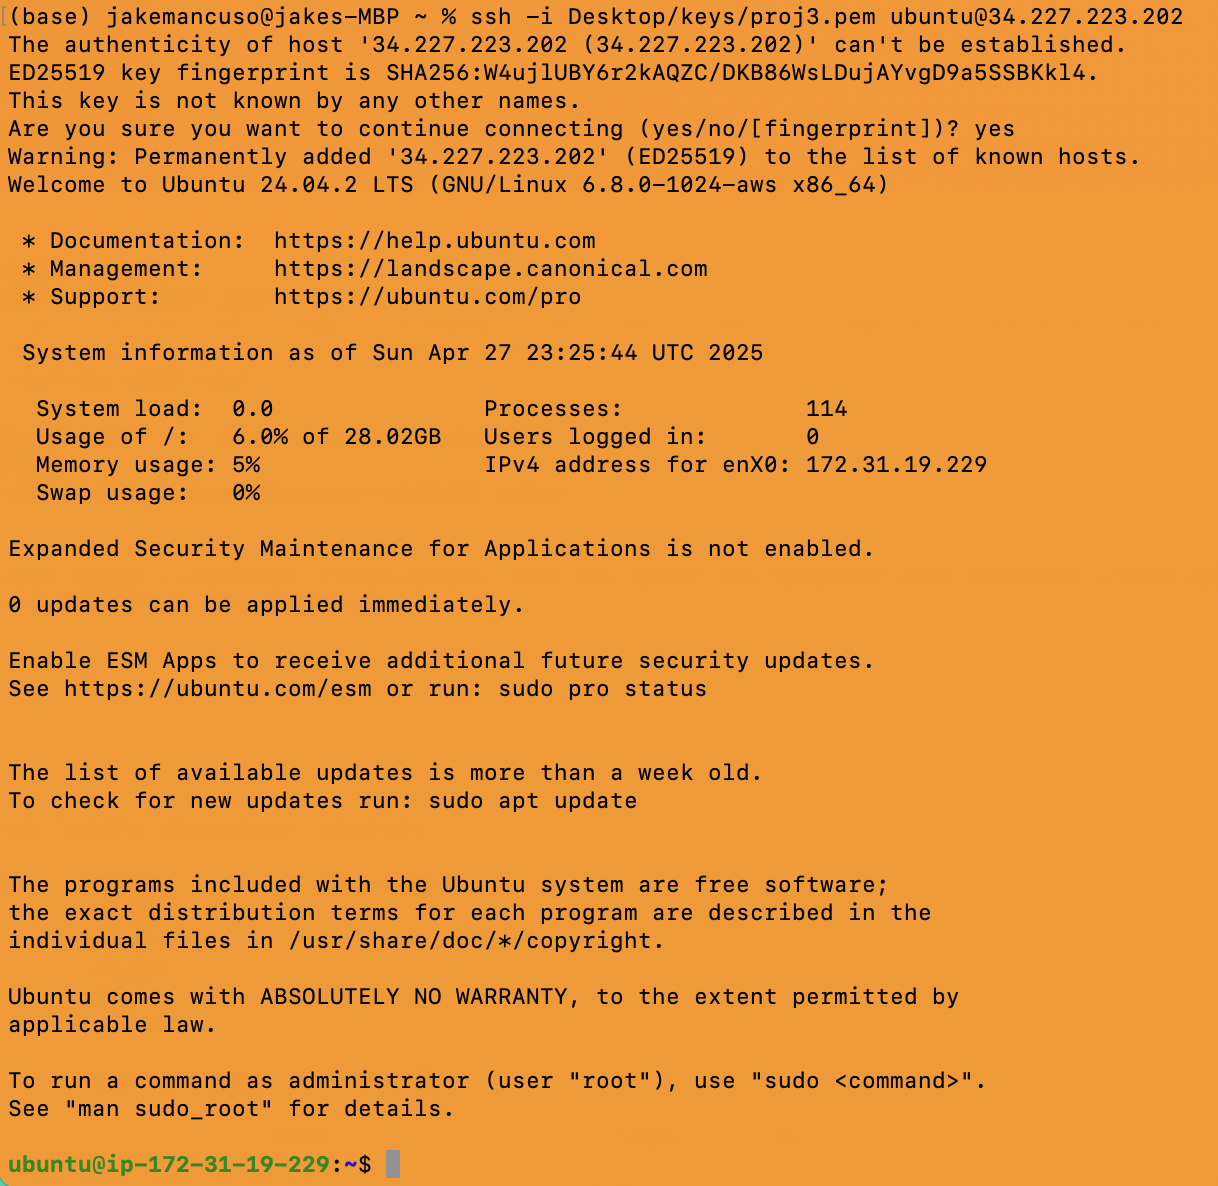 (base) jakemancuso@jakes-MBP ~ % ssh -i Desktop/keys/proj3.pem ubuntu@34.227.223.202
The authenticity of host '34.227.223.202 (34.227.223.202)' can't be established.
ED25519 key fingerprint is SHA256:W4ujlUBY6r2kAQZC/DKB86WsLDujAYvgD9a5SSBKkl4.
This key is not known by any other names.
Are you sure you want to continue connecting (yes/no/[fingerprint])? yes
Warning: Permanently added '34.227.223.202' (ED25519) to the list of known hosts.
Welcome to Ubuntu 24.04.2 LTS (GNU/Linux 6.8.0-1024-aws x86_64)

 * Documentation:  https://help.ubuntu.com
 * Management:     https://landscape.canonical.com
 * Support:        https://ubuntu.com/pro

 System information as of Sun Apr 27 23:25:44 UTC 2025

  System load:  0.0               Processes:             114
  Usage of /:   6.0% of 28.02GB   Users logged in:       0
  Memory usage: 5%                IPv4 address for enX0: 172.31.19.229
  Swap usage:   0%

Expanded Security Maintenance for Applications is not enabled.

0 updates can be applied immediately.

Enable ESM Apps to receive additional future security updates.
See https://ubuntu.com/esm or run: sudo pro status


The list of available updates is more than a week old.
To check for new updates run: sudo apt update


The programs included with the Ubuntu system are free software;
the exact distribution terms for each program are described in the
individual files in /usr/share/doc/*/copyright.

Ubuntu comes with ABSOLUTELY NO WARRANTY, to the extent permitted by
applicable law.

To run a command as administrator (user "root"), use "sudo <command>".
See "man sudo_root" for details.

ubuntu@ip-172-31-19-229:~$